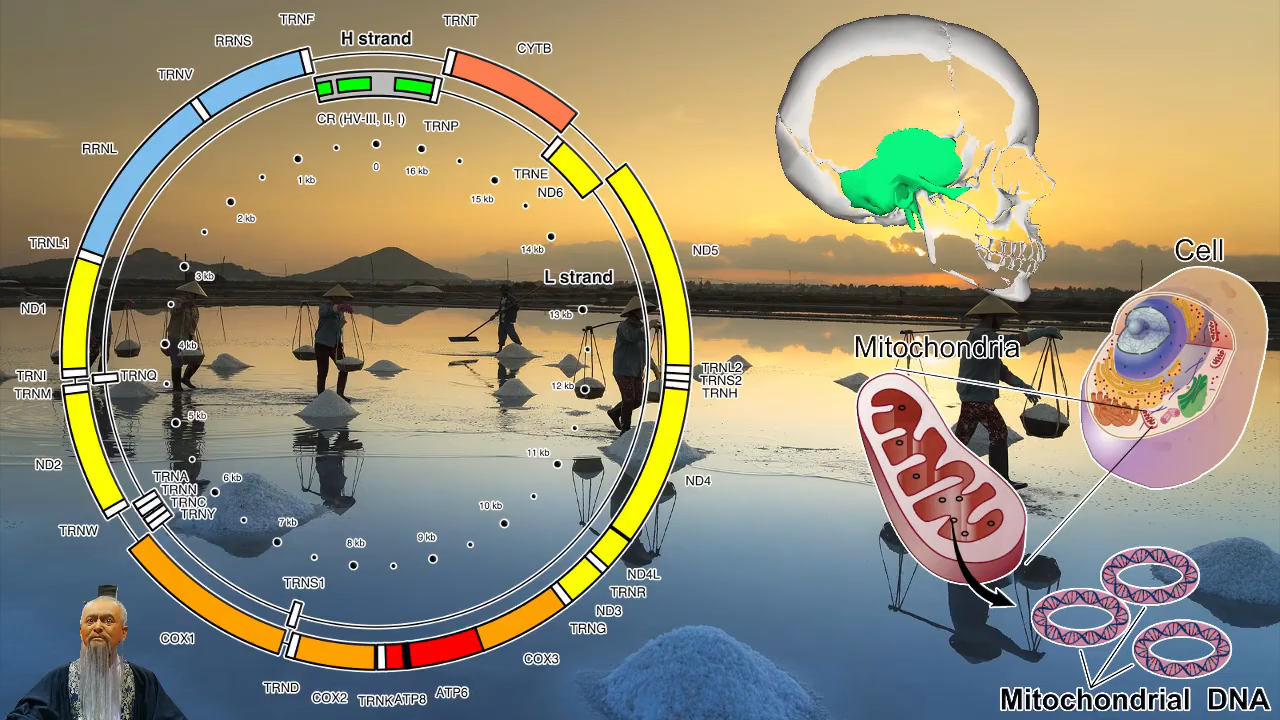 TRNF
TRNT
H strand
RRNS
CYTB
TRNV
CR (HV-III, II, I)
TRNP
RRNL
0
16 kb
1 kb
TRNE
15 kb
ND6
2 kb
TRNL1
14 kb
ND5
Cell
3 kb
L strand
ND1
13 kb
4 kb
Mitochondria
TRNI
TRNQ
TRNL2
TRNS2
TRNM
12 kb
TRNH
5 kb
ND2
11 kb
TRNA
6 kb
ND4
TRNN
TRNC
10 kb
TRNY
7 kb
TRNW
8 kb
9 kb
TRNS1
ND4L
TRNR
ND3
TRNG
COX1
COX3
TRND
COX2
TRNK
ATP8
ATP6
Mitochondrial DNA